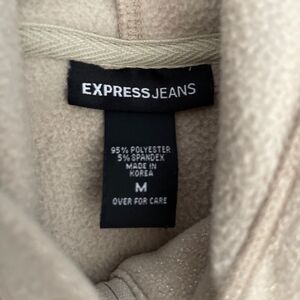 EXPRESS JEANS
95% POLYESTER
5% SPANDEX
MADE IN
KOREA
M
OVER FOR CARE